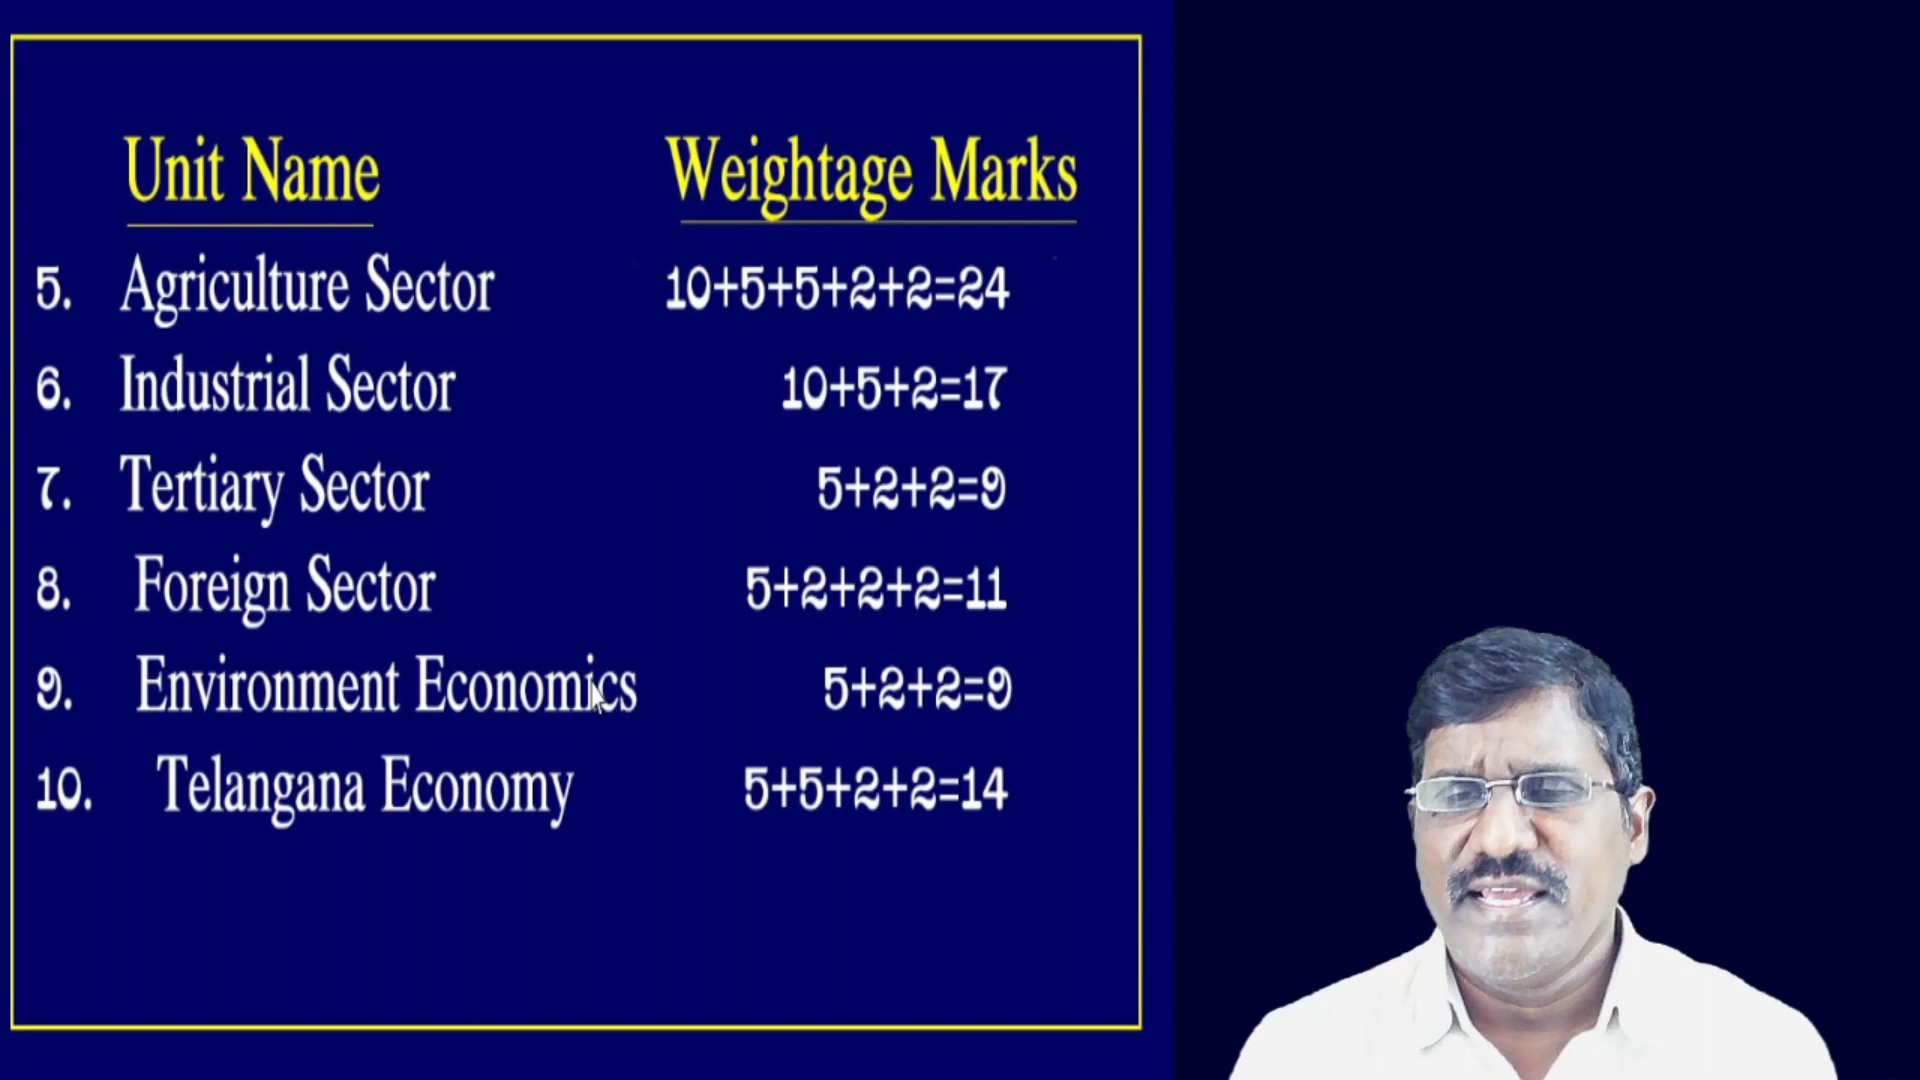 Unit Name Weightage Marks
5. Agriculture Sector 10+5+5+2+2=24
6. Industrial Sector 10+5+2=17
7. Tertiary Sector 5+2+2=9
8. Foreign Sector 5+2+2+2=11
9. Environment Economics 5+2+2=9
10. Telangana Economy 5+5+2+2=14